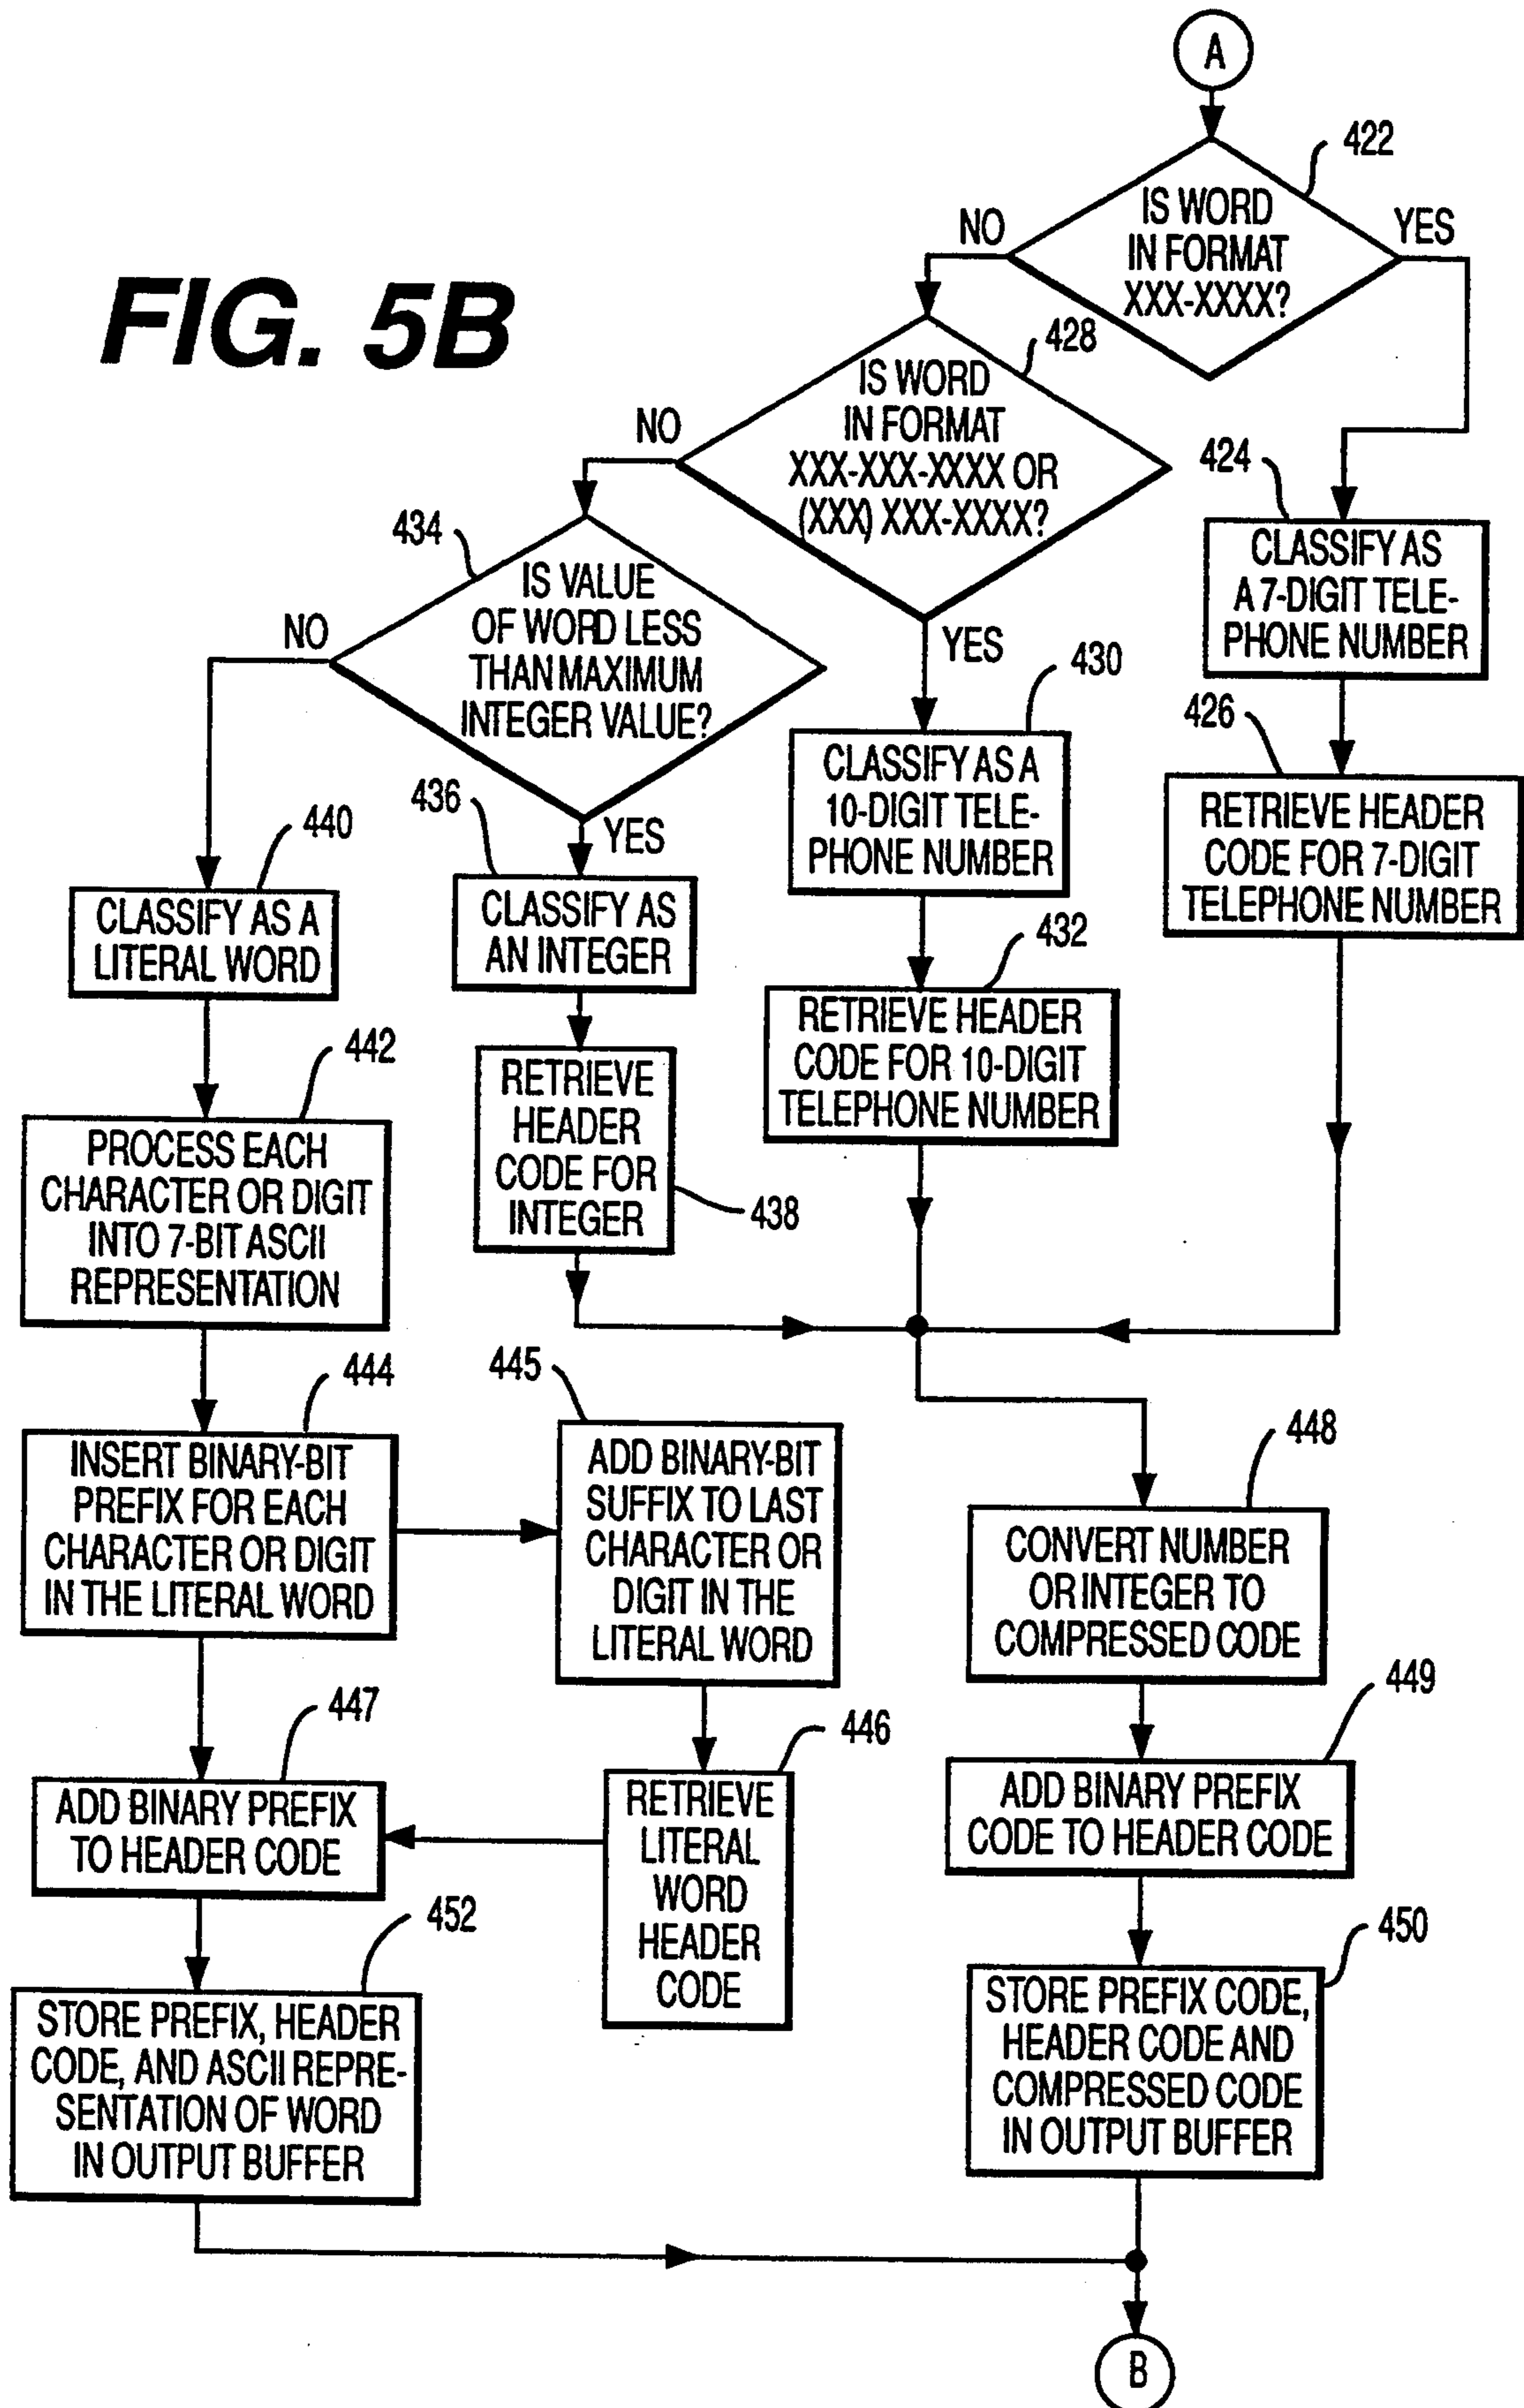 A
422
IS WORD
IN FORMAT
XXX-XXXX?
NO
YES
FIG. 5B
428
IS WORD
IN FORMAT
XXX-XXX-XXXX OR
(XXX) XXX-XXXX?
NO
YES
424
CLASSIFY AS
A 7-DIGIT TELE-
PHONE NUMBER
434
IS VALUE
OF WORD LESS
THAN MAXIMUM
INTEGER VALUE?
NO
YES
430
CLASSIFY AS A
10-DIGIT TELE-
PHONE NUMBER
426
RETRIEVE HEADER
CODE FOR 7-DIGIT
TELEPHONE NUMBER
440
CLASSIFY AS A
LITERAL WORD
436
CLASSIFY AS
AN INTEGER
432
RETRIEVE HEADER
CODE FOR 10-DIGIT
TELEPHONE NUMBER
442
PROCESS EACH
CHARACTER OR DIGIT
INTO 7-BIT ASCII
REPRESENTATION
RETRIEVE
HEADER
CODE FOR
INTEGER
438
444
INSERT BINARY-BIT
PREFIX FOR EACH
CHARACTER OR DIGIT
IN THE LITERAL WORD
445
ADD BINARY-BIT
SUFFIX TO LAST
CHARACTER OR
DIGIT IN THE
LITERAL WORD
448
CONVERT NUMBER
OR INTEGER TO
COMPRESSED CODE
447
ADD BINARY PREFIX
TO HEADER CODE
446
RETRIEVE
LITERAL
WORD
HEADER
CODE
449
ADD BINARY PREFIX
CODE TO HEADER CODE
452
STORE PREFIX, HEADER
CODE, AND ASCII REPRE-
SENTATION OF WORD
IN OUTPUT BUFFER
450
STORE PREFIX CODE,
HEADER CODE AND
COMPRESSED CODE
IN OUTPUT BUFFER
B